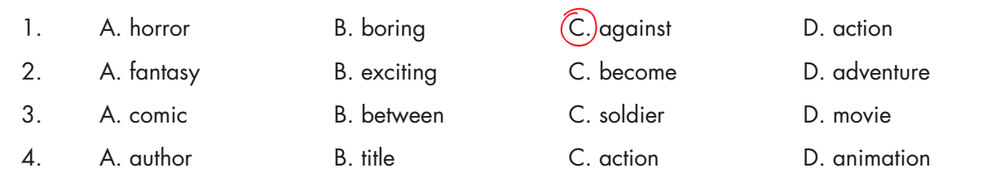 1. A. horror B. boring C. against D. action
2. A. fantasy B. exciting C. become D. adventure
3. A. comic B. between C. soldier D. movie
4. A. author B. title C. action D. animation